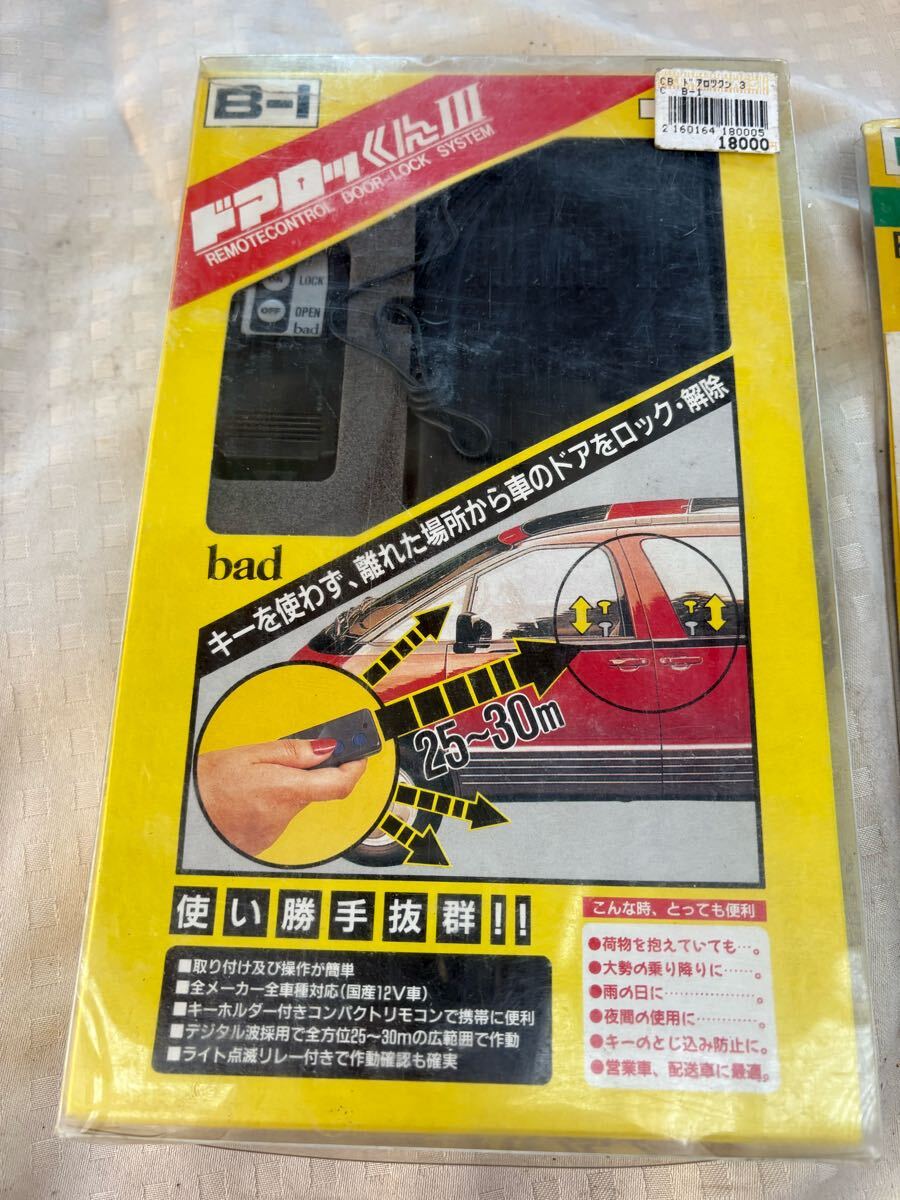 B-I
CB ドアロックン 3
C B-1
2 160164 180005
18000
ドアロッくんIII
REMOTECONTROL DOOR-LOCK SYSTEM
LOCK
OFF
OPEN
bad
キーを使わず、離れた場所から車のドアをロック・解除
bad
25~30m
使い勝手抜群!!
■取り付け及び操作が簡単
■全メーカー全車種対応(国産12V車)
■キーホルダー付きコンパクトリモコンで携帯に便利
■デジタル波採用で全方位25~30mの広範囲で作動
■ライト点滅リレー付きで作動確認も確実
こんな時、とっても便利
●荷物を抱えていても…。
●大勢の乗り降りに……。
●雨の日に………………。
●夜間の使用に…………。
●キーのとじ込み防止に。
●営業車、配送車に最適。